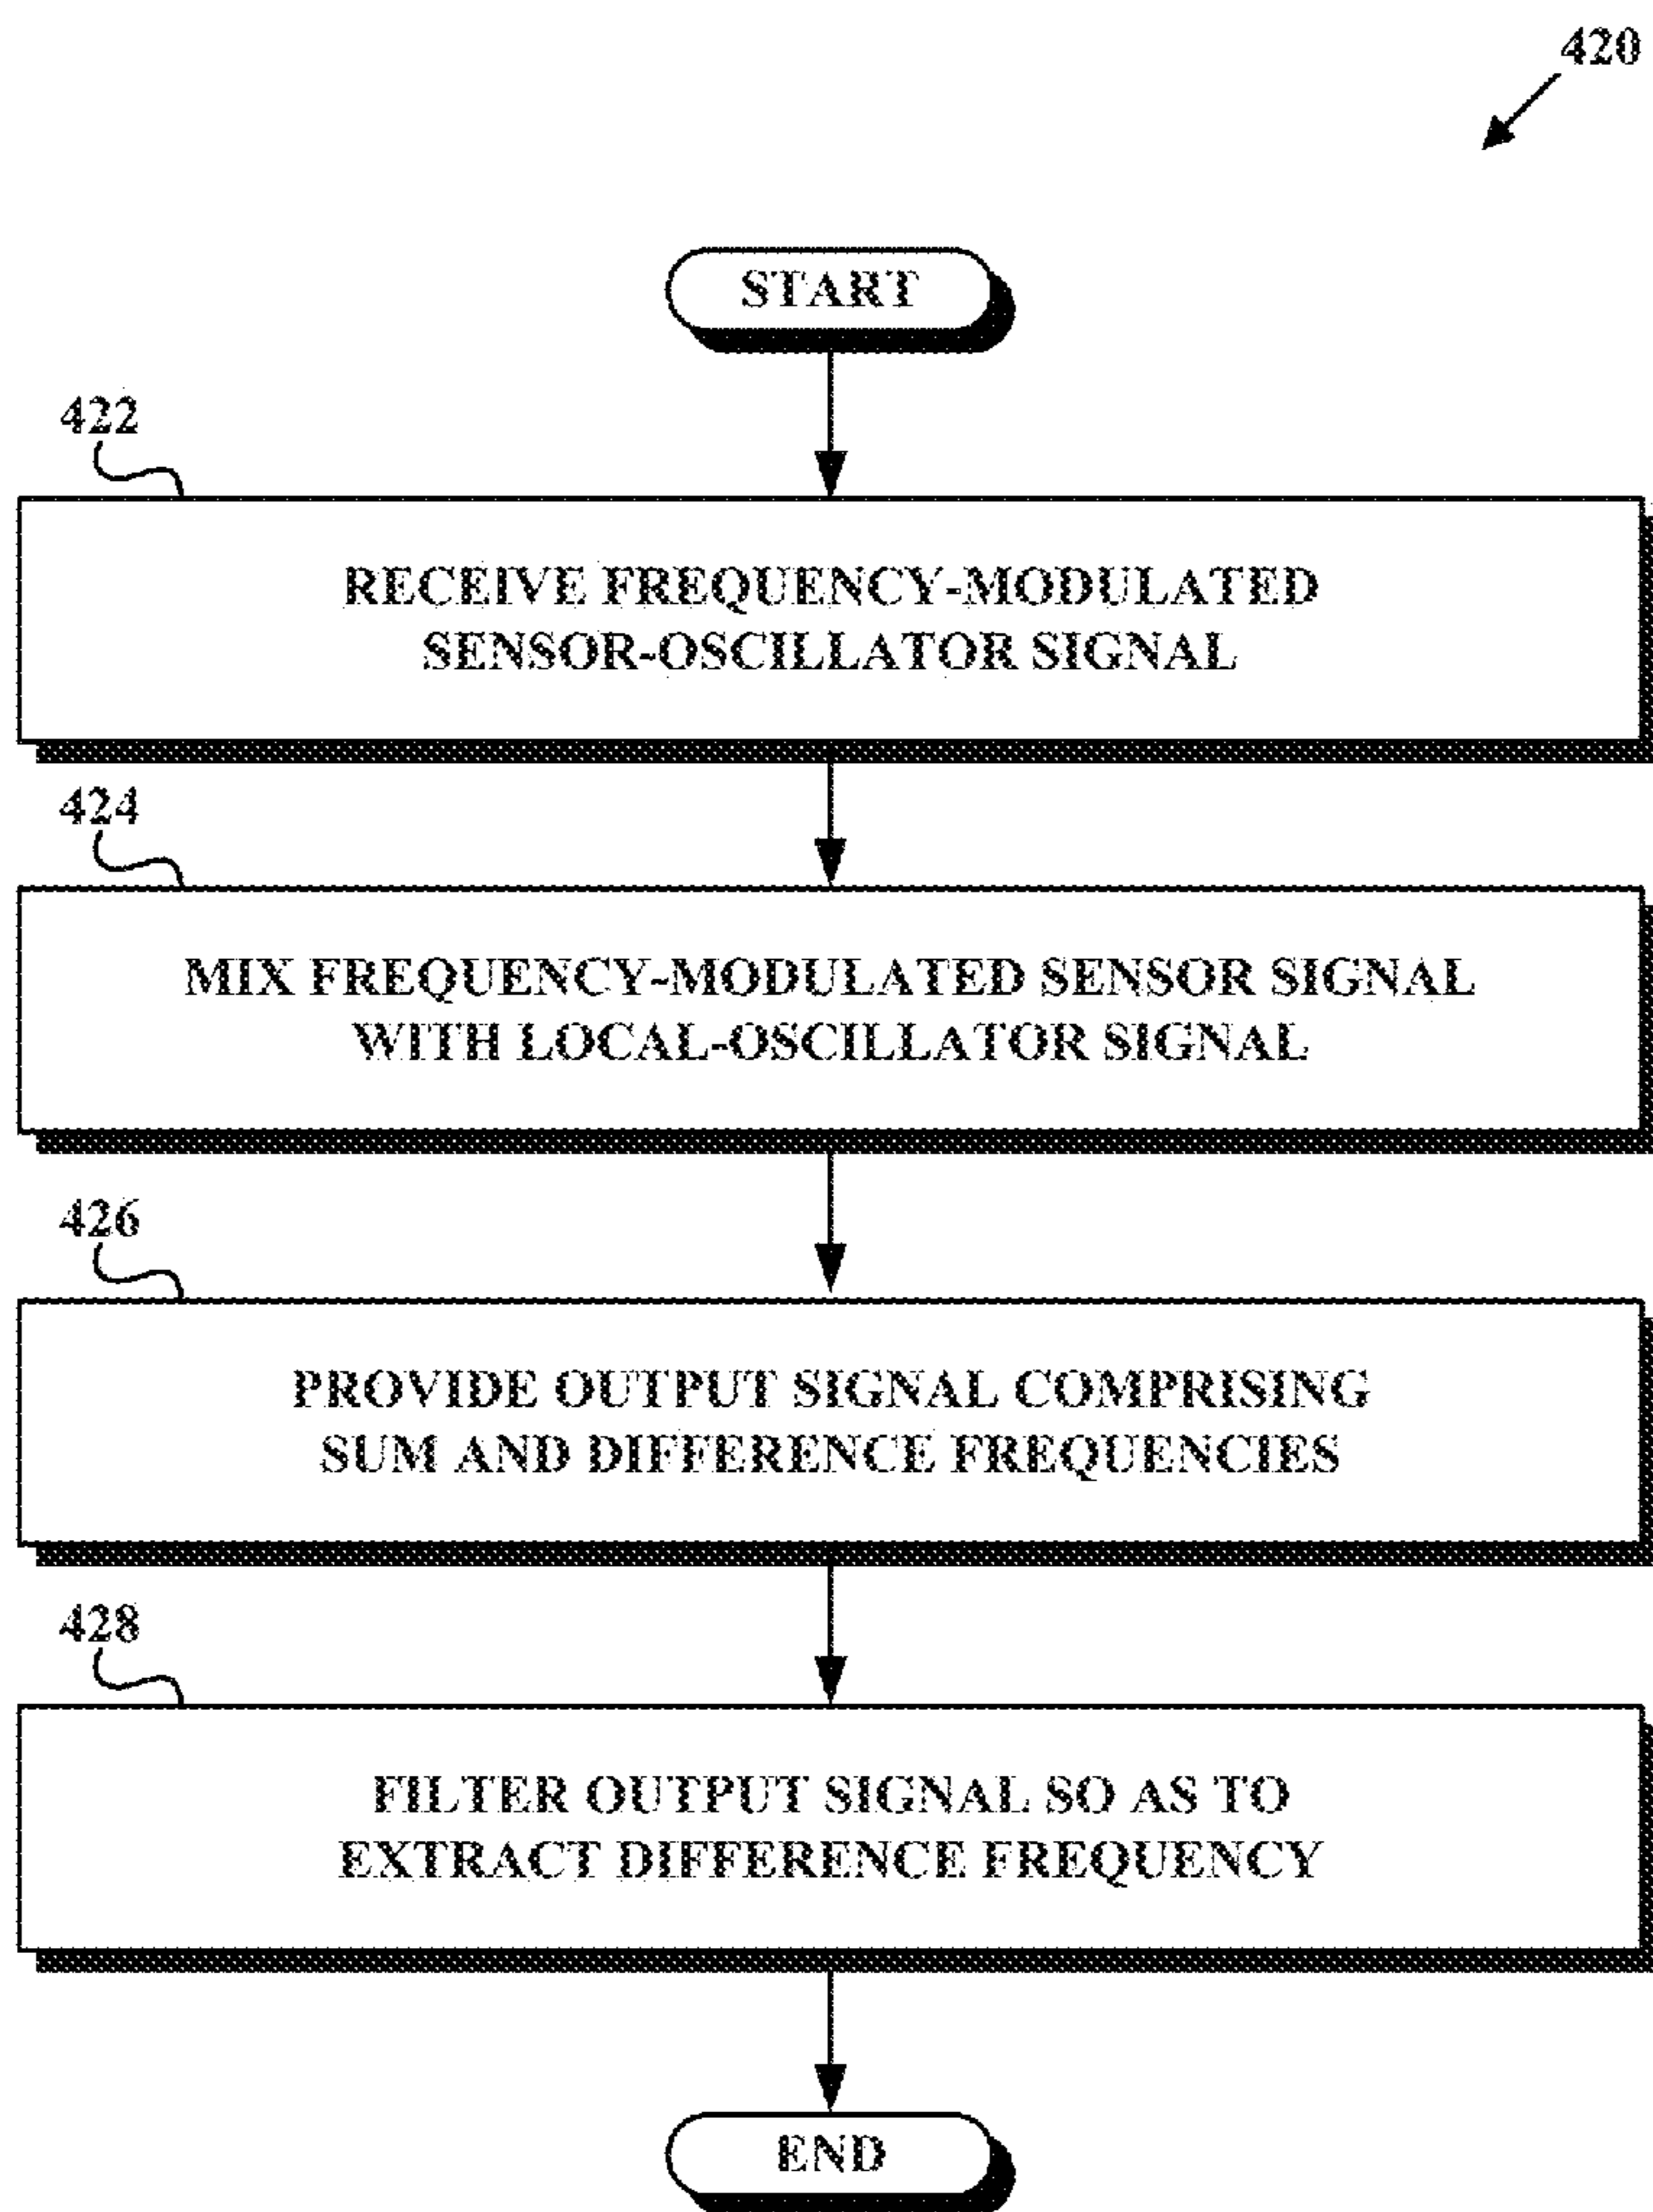 420
START
422
RECEIVE FREQUENCY-MODULATED
SENSOR-OSCILLATOR SIGNAL
424
MIX FREQUENCY-MODULATED SENSOR SIGNAL
WITH LOCAL-OSCILLATOR SIGNAL
426
PROVIDE OUTPUT SIGNAL COMPRISING
SUM AND DIFFERENCE FREQUENCIES
428
FILTER OUTPUT SIGNAL SO AS TO
EXTRACT DIFFERENCE FREQUENCY
END